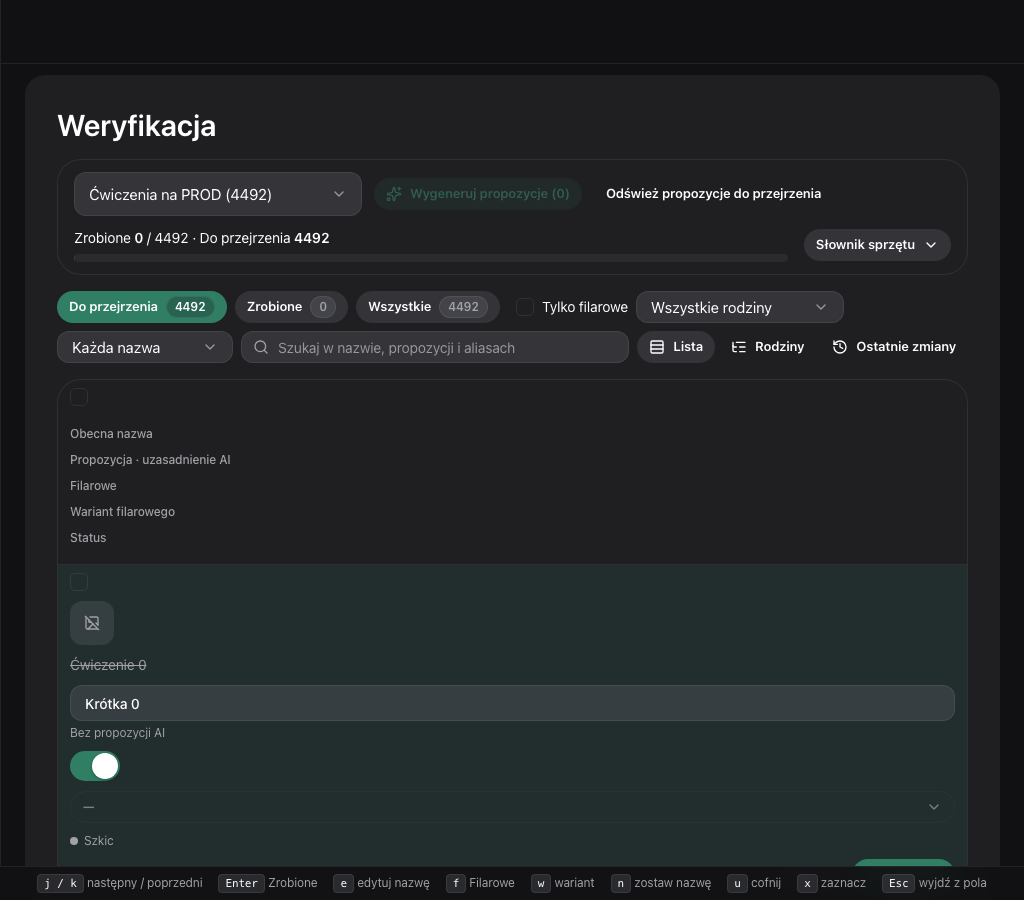 Weryfikacja
Ćwiczenia na PROD (4492)
Wygeneruj propozycje (0)
Odśwież propozycje do przejrzenia
Zrobione 0 / 4492 · Do przejrzenia 4492
Słownik sprzętu
Do przejrzenia 4492
Zrobione 0
Wszystkie 4492
Tylko filarowe
Wszystkie rodziny
Każda nazwa
Szukaj w nazwie, propozycji i aliasach
Lista
Rodziny
Ostatnie zmiany
Obecna nazwa
Propozycja · uzasadnienie AI
Filarowe
Wariant filarowego
Status
Ćwiczenie 0
Krótka 0
Bez propozycji AI
—
Szkic
j / k następny / poprzedni
Enter Zrobione
e edytuj nazwę
f Filarowe
w wariant
n zostaw nazwę
u cofnij
x zaznacz
Esc wyjdź z pola